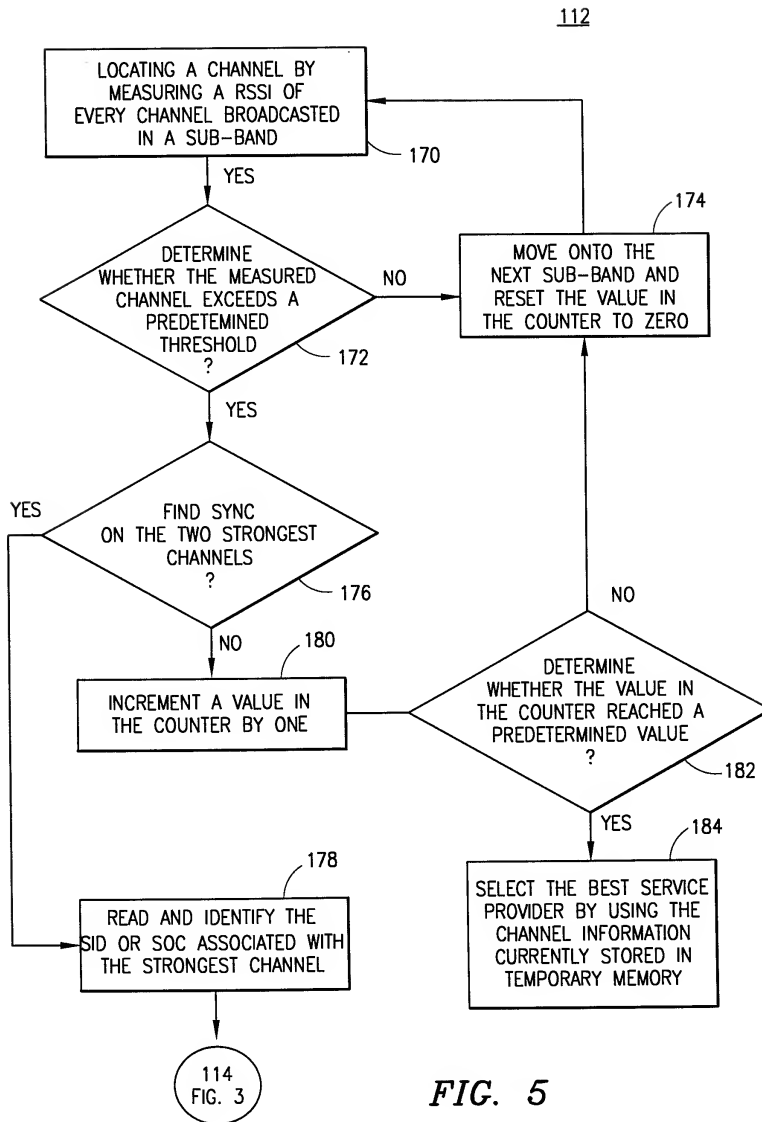 112
LOCATING A CHANNEL BY
MEASURING A RSSI OF
EVERY CHANNEL BROADCASTED
IN A SUB-BAND
170
YES
DETERMINE
WHETHER THE MEASURED
CHANNEL EXCEEDS A
PREDETEMINED
THRESHOLD
?
172
NO
174
MOVE ONTO THE
NEXT SUB-BAND AND
RESET THE VALUE IN
THE COUNTER TO ZERO
YES
YES
FIND SYNC
ON THE TWO STRONGEST
CHANNELS
?
176
NO
180
INCREMENT A VALUE IN
THE COUNTER BY ONE
NO
DETERMINE
WHETHER THE VALUE IN
THE COUNTER REACHED A
PREDETERMINED VALUE
?
182
YES
184
SELECT THE BEST SERVICE
PROVIDER BY USING THE
CHANNEL INFORMATION
CURRENTLY STORED IN
TEMPORARY MEMORY
178
READ AND IDENTIFY THE
SID OR SOC ASSOCIATED WITH
THE STRONGEST CHANNEL
114
FIG. 3
FIG. 5